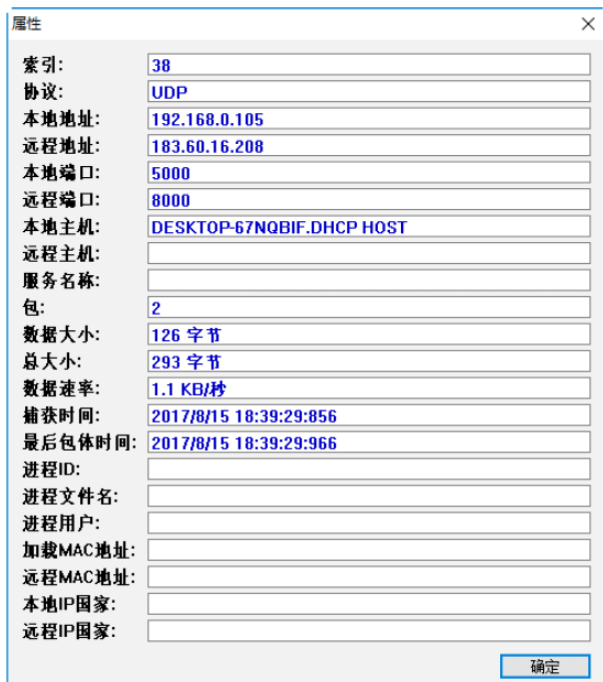 属性
索引: 38
协议: UDP
本地地址: 192.168.0.105
远程地址: 183.60.16.208
本地端口: 5000
远程端口: 8000
本地主机: DESKTOP-67NQBIF.DHCP HOST
远程主机:
服务名称:
包: 2
数据大小: 126 字节
总大小: 293 字节
数据速率: 1.1 KB/秒
捕获时间: 2017/8/15 18:39:29:856
最后包体时间: 2017/8/15 18:39:29:966
进程ID:
进程文件名:
进程用户:
加载MAC地址:
远程MAC地址:
本地IP国家:
远程IP国家:
确定